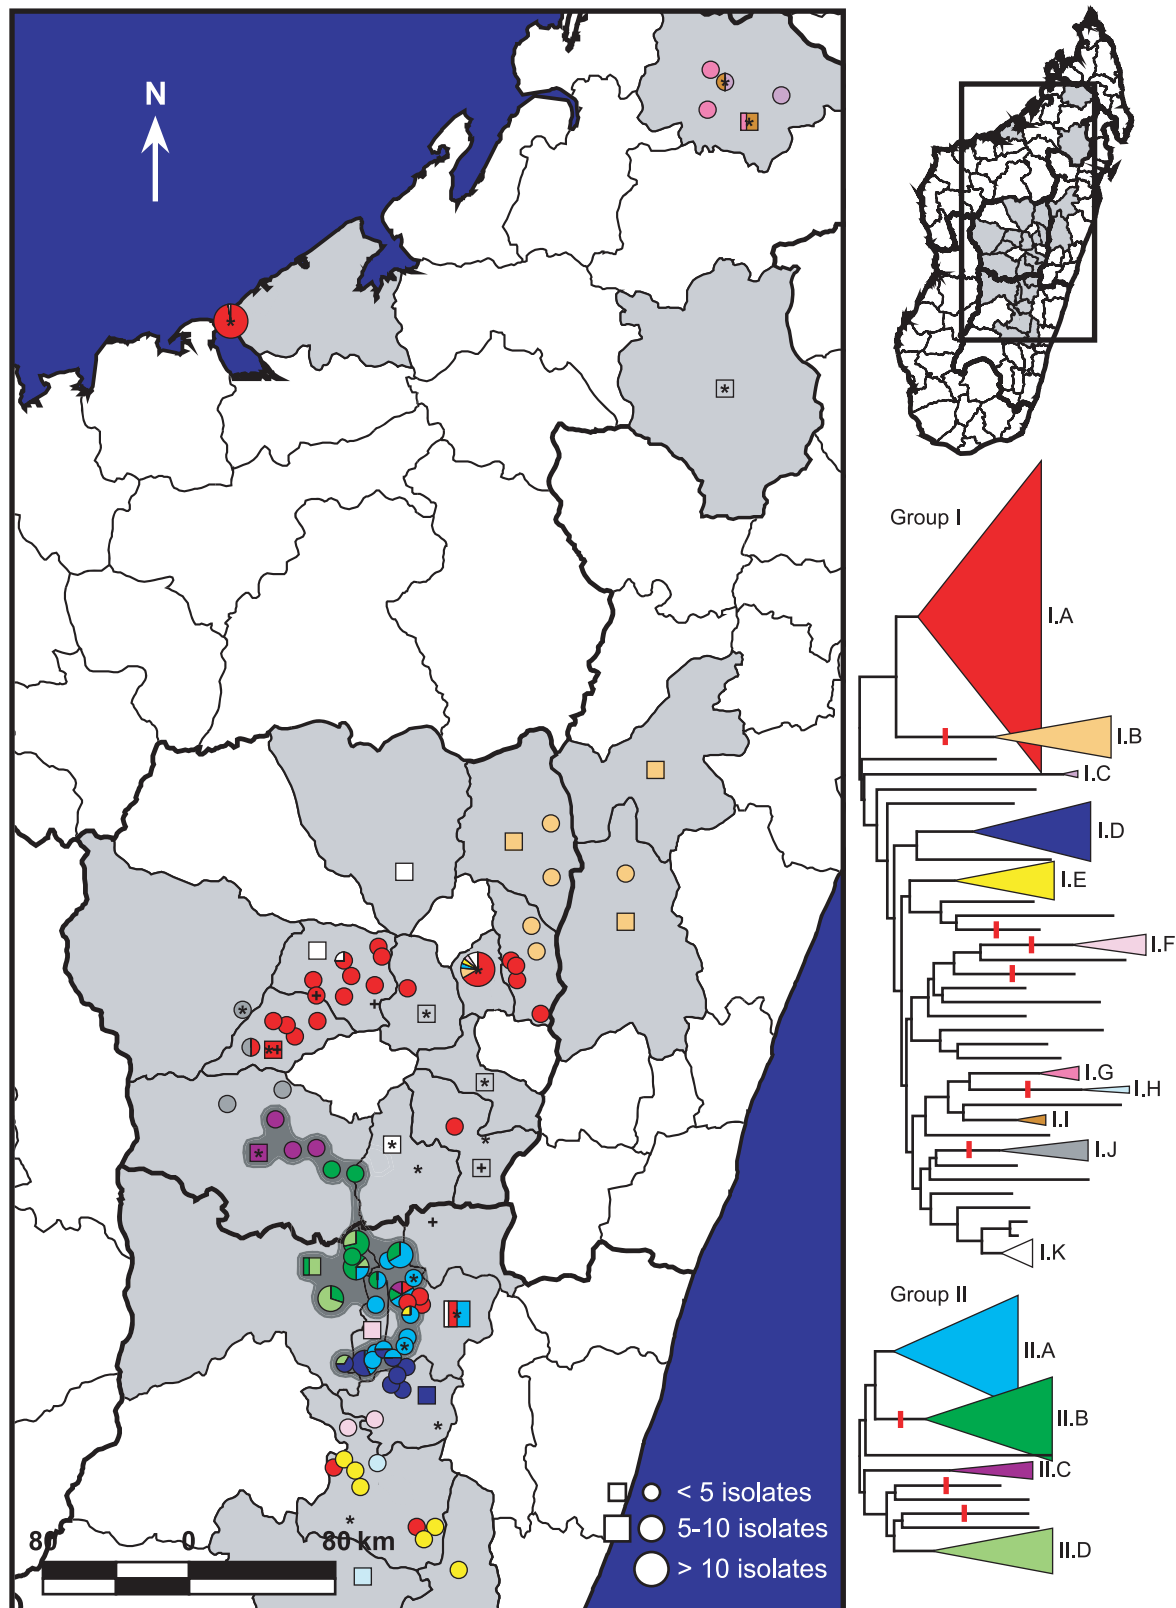 N
80 0 80 km
< 5 isolates
5-10 isolates
> 10 isolates
Group I
I.A
I.B
I.C
I.D
I.E
I.F
I.G
I.H
I.I
I.J
I.K
Group II
II.A
II.B
II.C
II.D